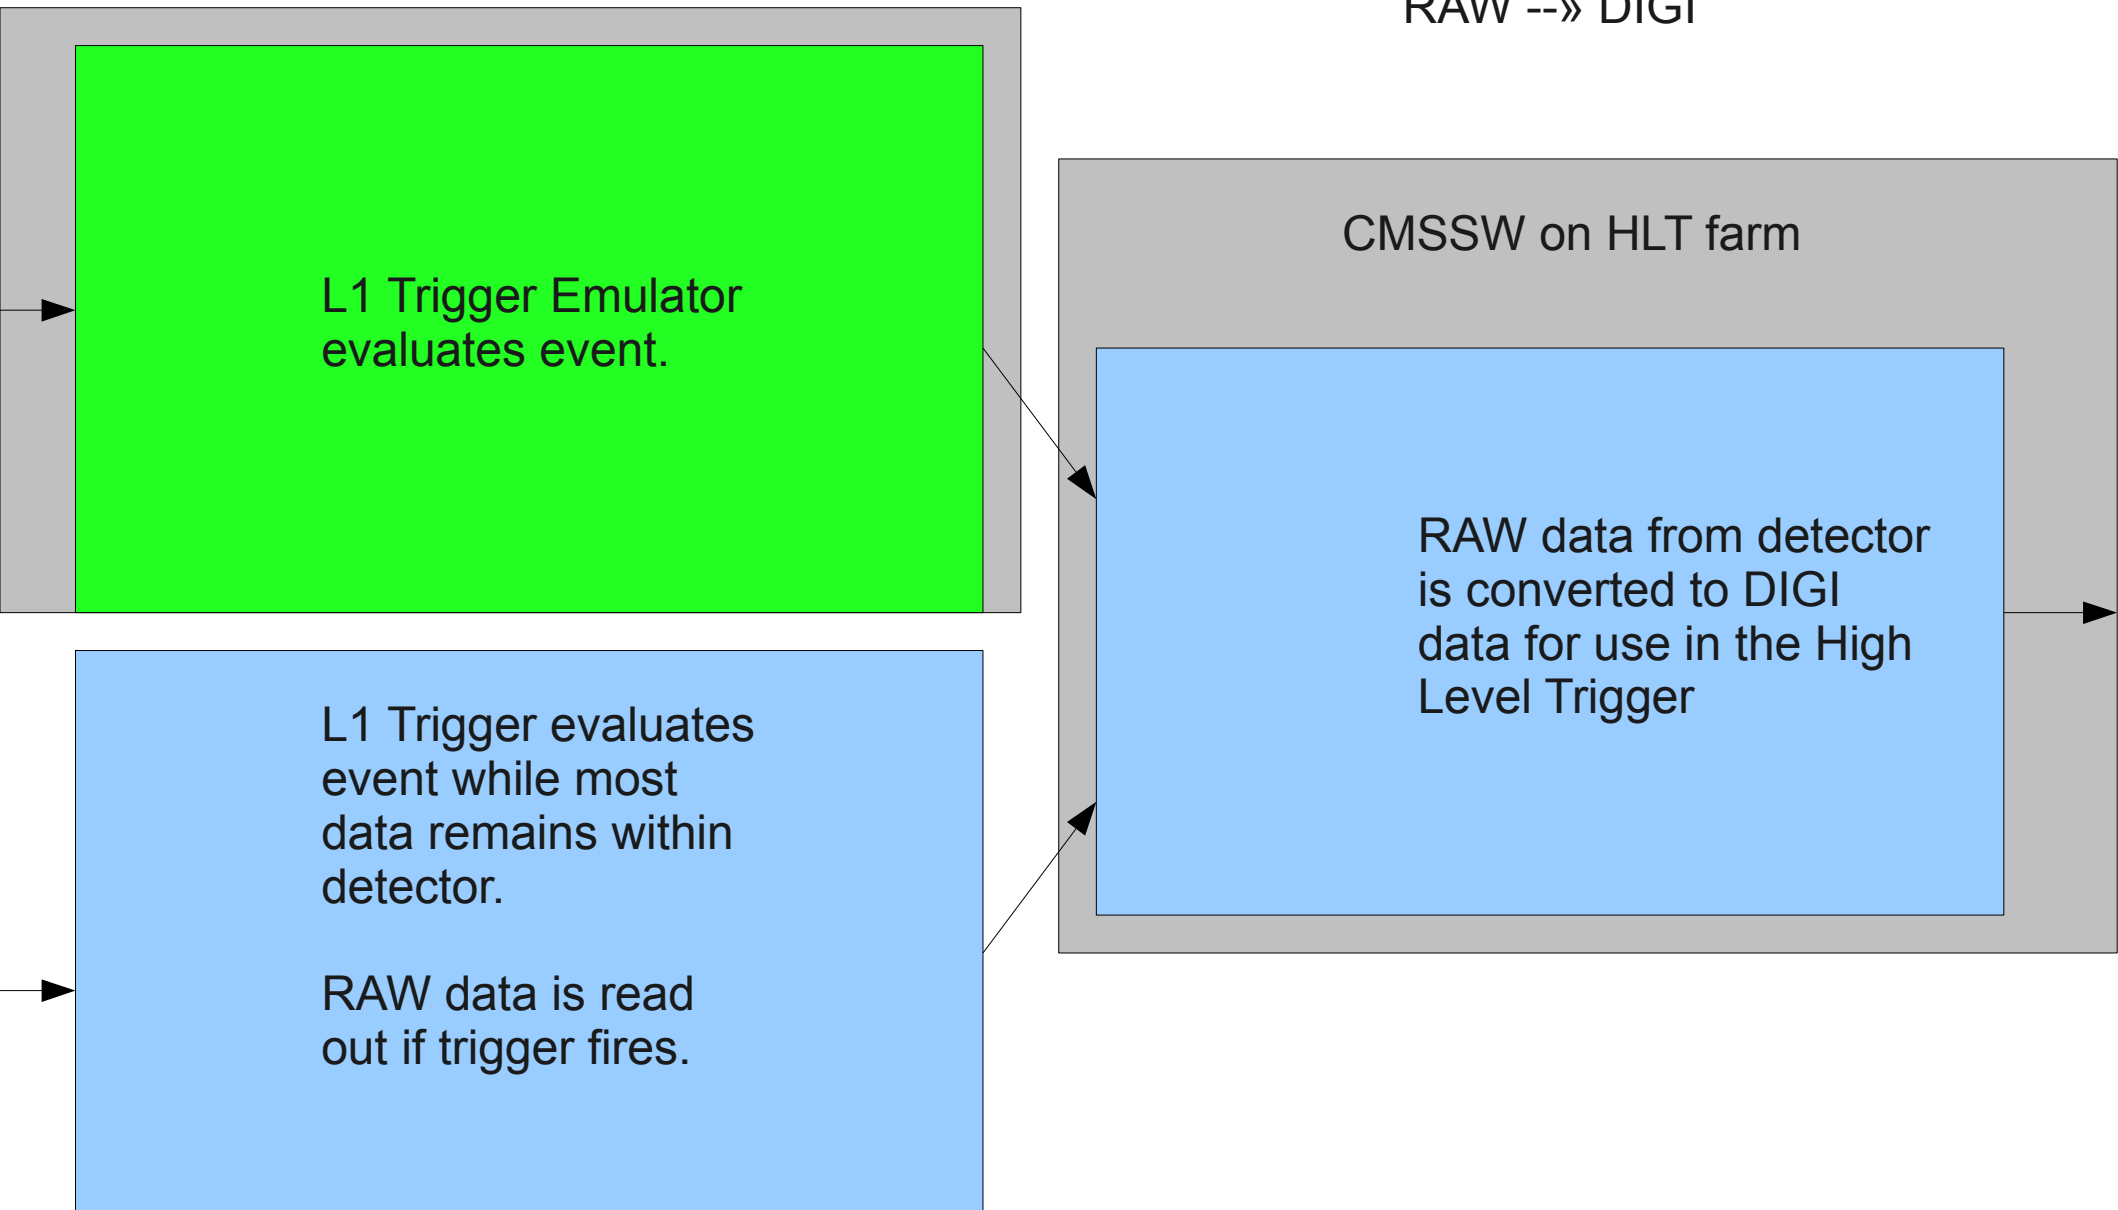 RAW --» DIGI
L1 Trigger Emulator
evaluates event.
CMSSW on HLT farm
RAW data from detector
is converted to DIGI
data for use in the High
Level Trigger
L1 Trigger evaluates
event while most
data remains within
detector.
RAW data is read
out if trigger fires.